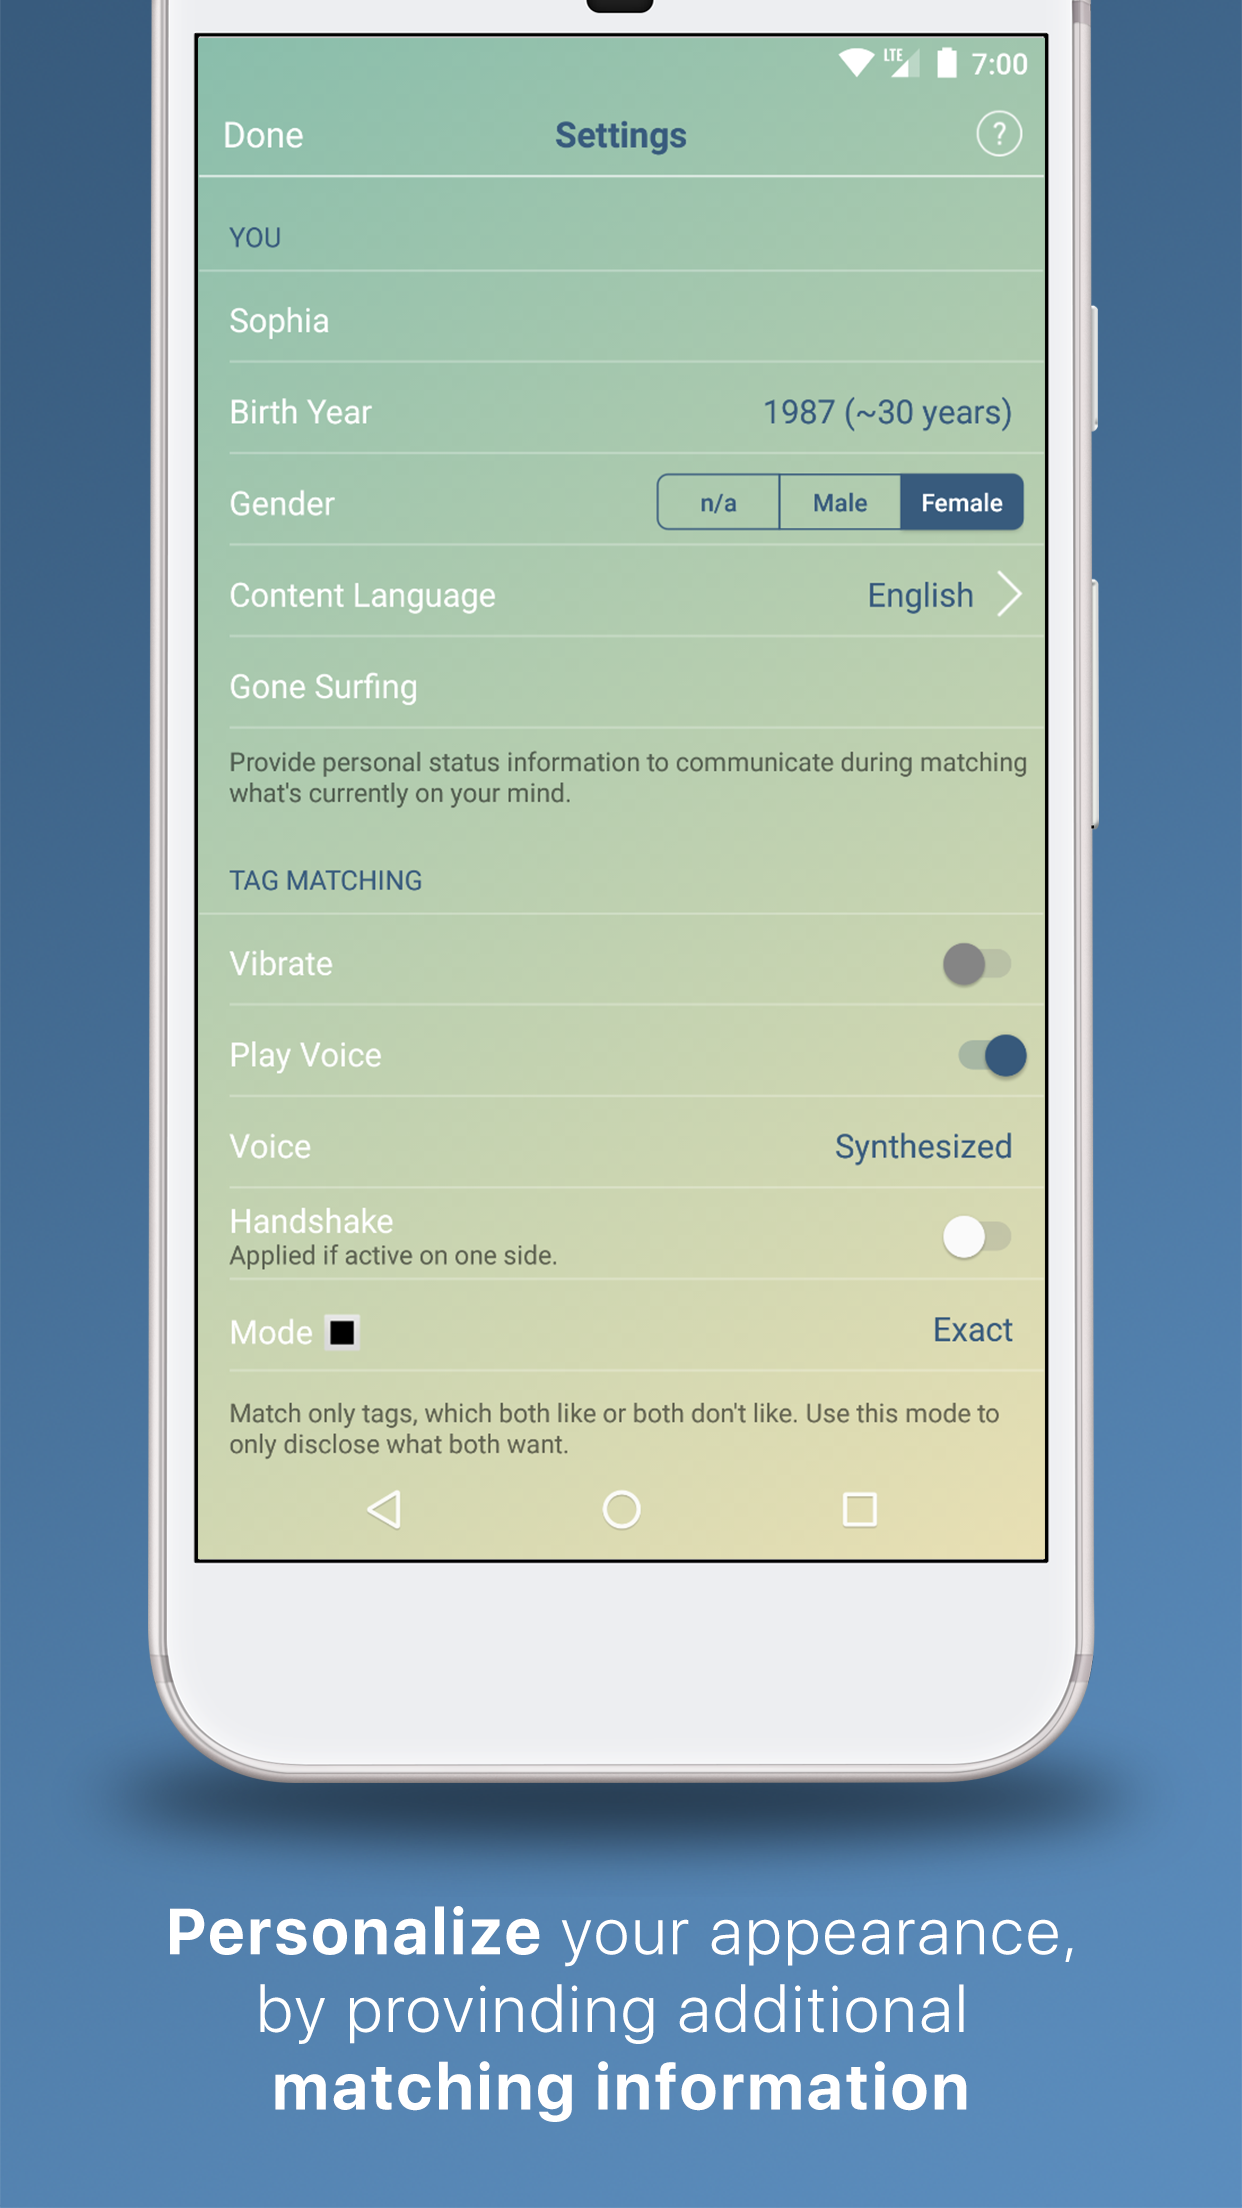 LTE 7:00
Done Settings ?
YOU
Sophia
Birth Year 1987 (~30 years)
Gender n/a Male Female
Content Language English
Gone Surfing
Provide personal status information to communicate during matching
what's currently on your mind.
TAG MATCHING
Vibrate
Play Voice
Voice Synthesized
Handshake
Applied if active on one side.
Mode Exact
Match only tags, which both like or both don't like. Use this mode to
only disclose what both want.
Personalize your appearance,
by provinding additional
matching information